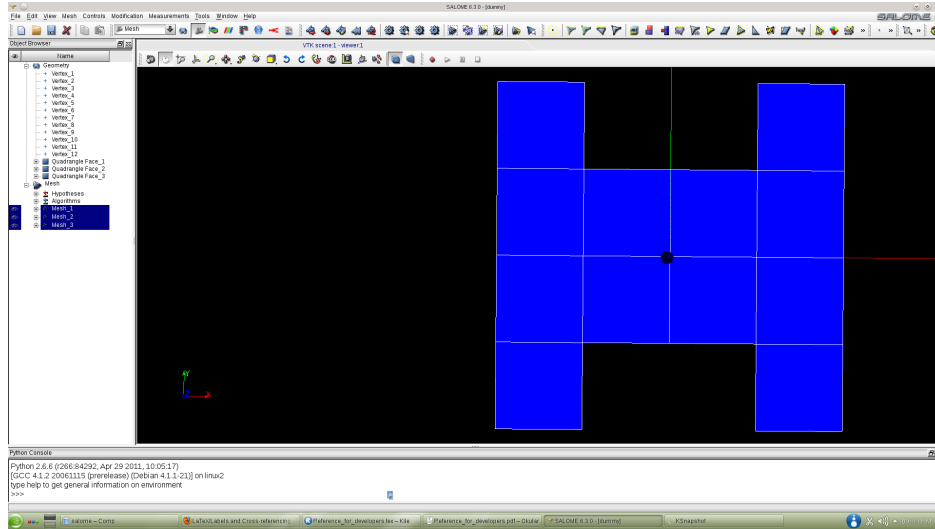 SALOME 6.3.0 - [dummy]
File Edit View Mesh Controls Modification Measurements Tools Window Help
Mesh
SALOME
Object Browser
VTK scene:1 - viewer:1
Name
Geometry
Vertex_1
Vertex_2
Vertex_3
Vertex_4
Vertex_5
Vertex_6
Vertex_7
Vertex_8
Vertex_9
Vertex_10
Vertex_11
Vertex_12
Quadrangle Face_1
Quadrangle Face_2
Quadrangle Face_3
Mesh
Hypotheses
Algorithms
Mesh_1
Mesh_2
Mesh_3
Y
Z
X
Python Console
Python 2.6.6 (r266:84292, Apr 29 2011, 10:05:17)
[GCC 4.1.2 20061115 (prerelease) (Debian 4.1.1-21)] on linux2
type help to get general information on environment
>>>
salome – Comp
LaTeX/Labels and Cross-referencing
Reference_for_developers.tex – Kile
Reference_for_developers.pdf – Okular
SALOME 6.3.0 - [dummy]
KSnapshot